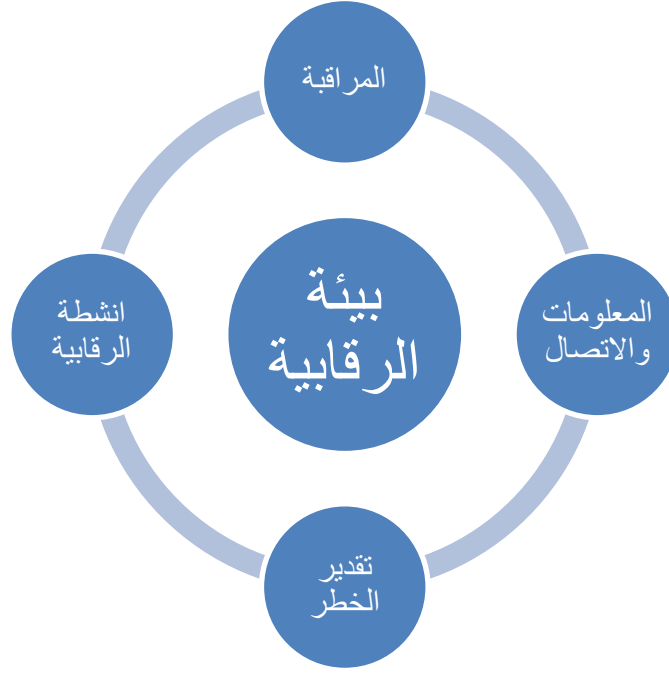 المراقبة
بيئة
الرقابية
المعلومات
والاتصال
انشطة
الرقابية
تقدير
الخطر